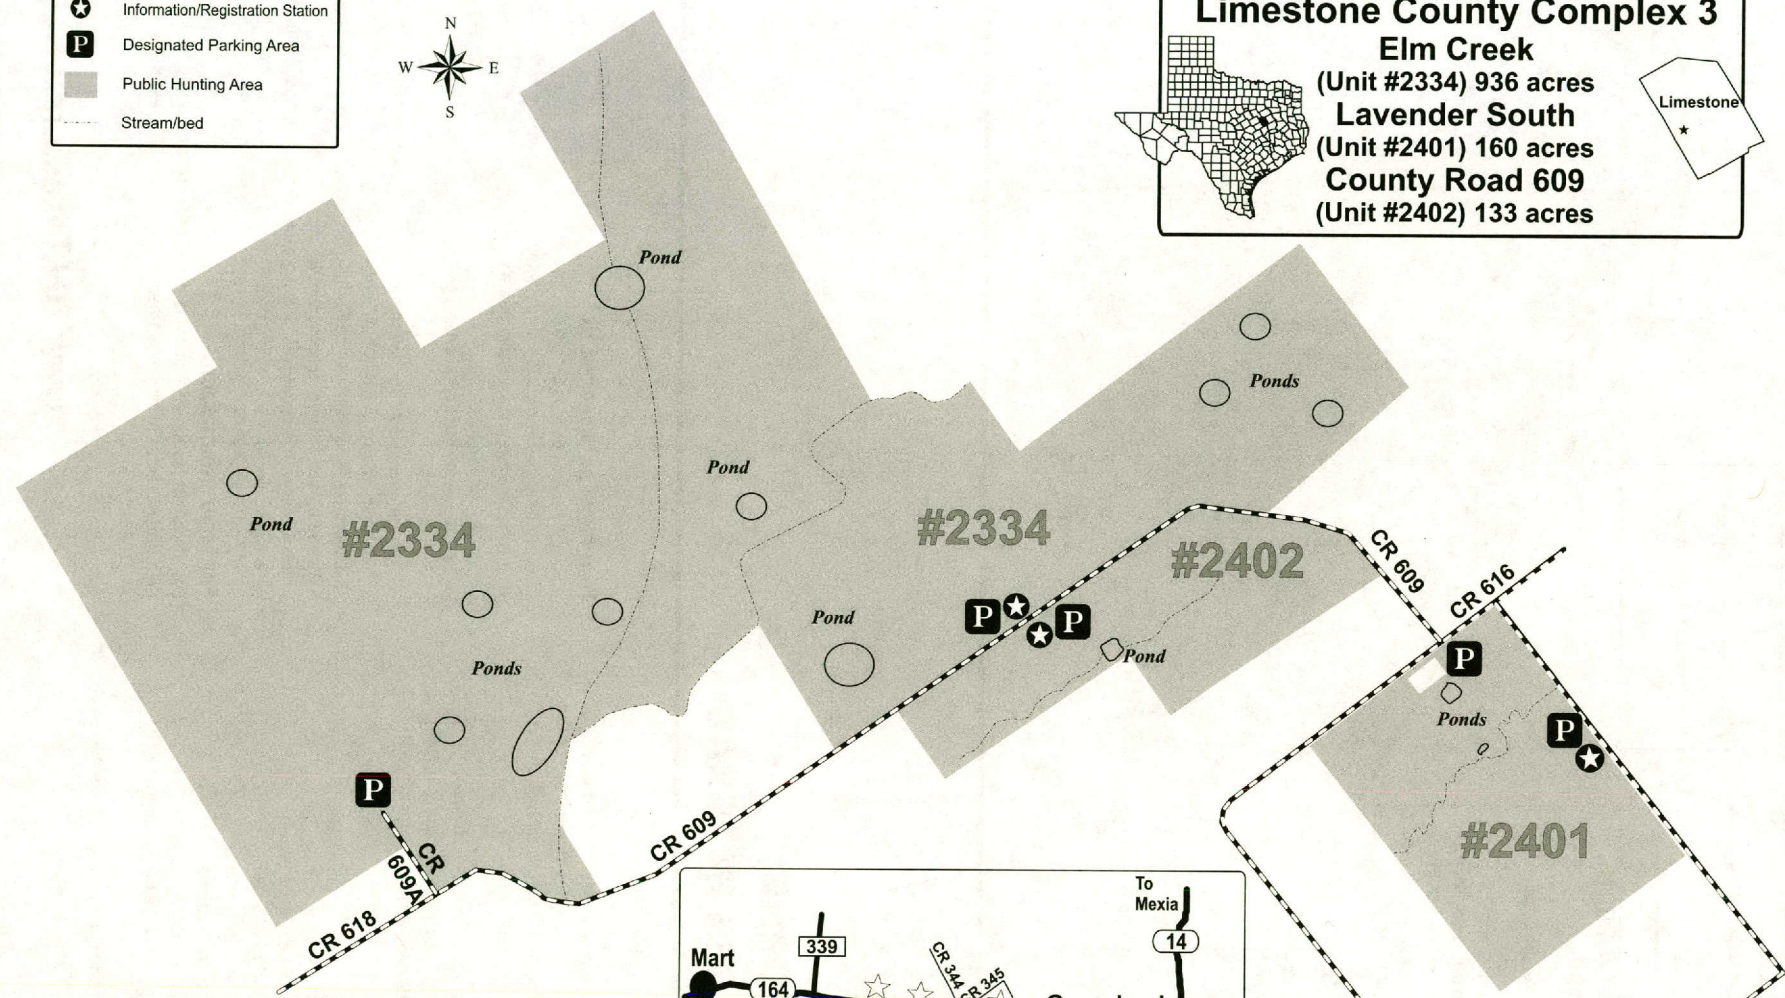 Information/Registration Station
P
Designated Parking Area
Public Hunting Area
Stream/bed
N
W
E
S
Limestone County Complex 3
Elm Creek
(Unit #2334) 936 acres
Lavender South
(Unit #2401) 160 acres
County Road 609
(Unit #2402) 133 acres
Limestone
Pond
Ponds
Pond
Pond
#2334
#2334
#2402
CR 609
CR 616
Pond
P
P
Pond
Ponds
P
Ponds
P
P
#2401
CR 609
CR
609A
CR 618
To
Mexia
14
339
Mart
164
CR 344
CR 345